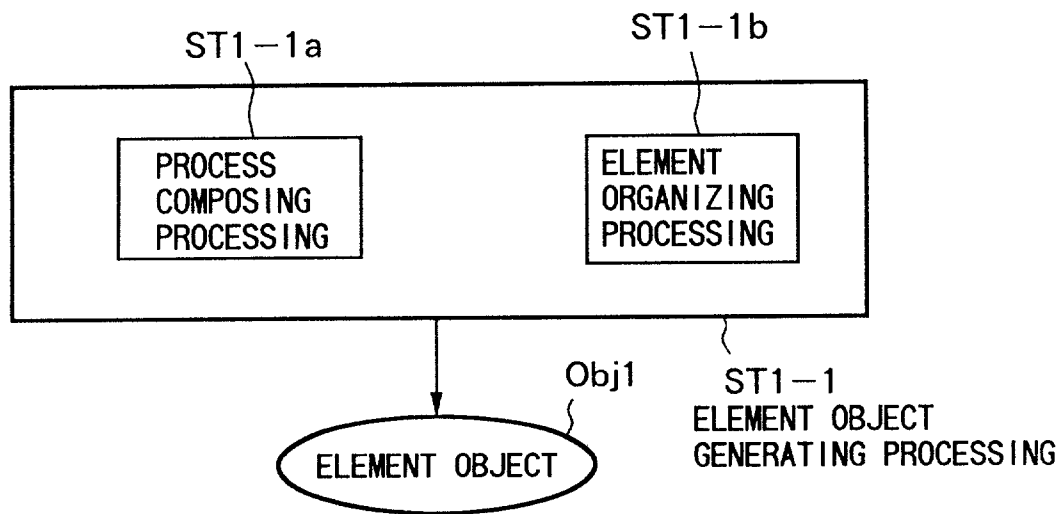 ST1-1a
ST1-1b
PROCESS
COMPOSING
PROCESSING
ELEMENT
ORGANIZING
PROCESSING
Obj1
ST1-1
ELEMENT OBJECT
GENERATING PROCESSING
ELEMENT OBJECT